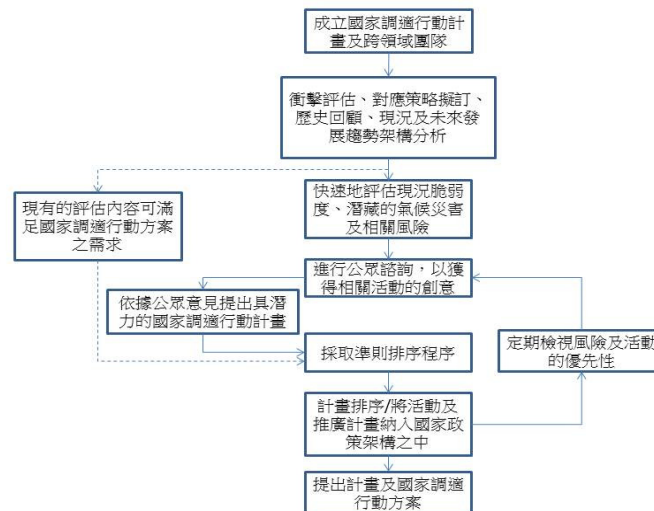 成立國家調適行動計
畫及跨領域團隊
衝擊評估、對應策略擬訂、
歷史回顧、現況及未來發
展趨勢架構分析
現有的評估內容可滿
足國家調適行動方案
之需求
快速地評估現況脆弱
度、潛藏的氣候災害
及相關風險
進行公眾諮詢，以獲
得相關活動的創意
依據公眾意見提出具潛
力的國家調適行動計畫
採取準則排序程序
定期檢視風險及活動
的優先性
計畫排序/將活動及
推廣計畫納入國家政
策架構之中
提出計畫及國家調適
行動方案